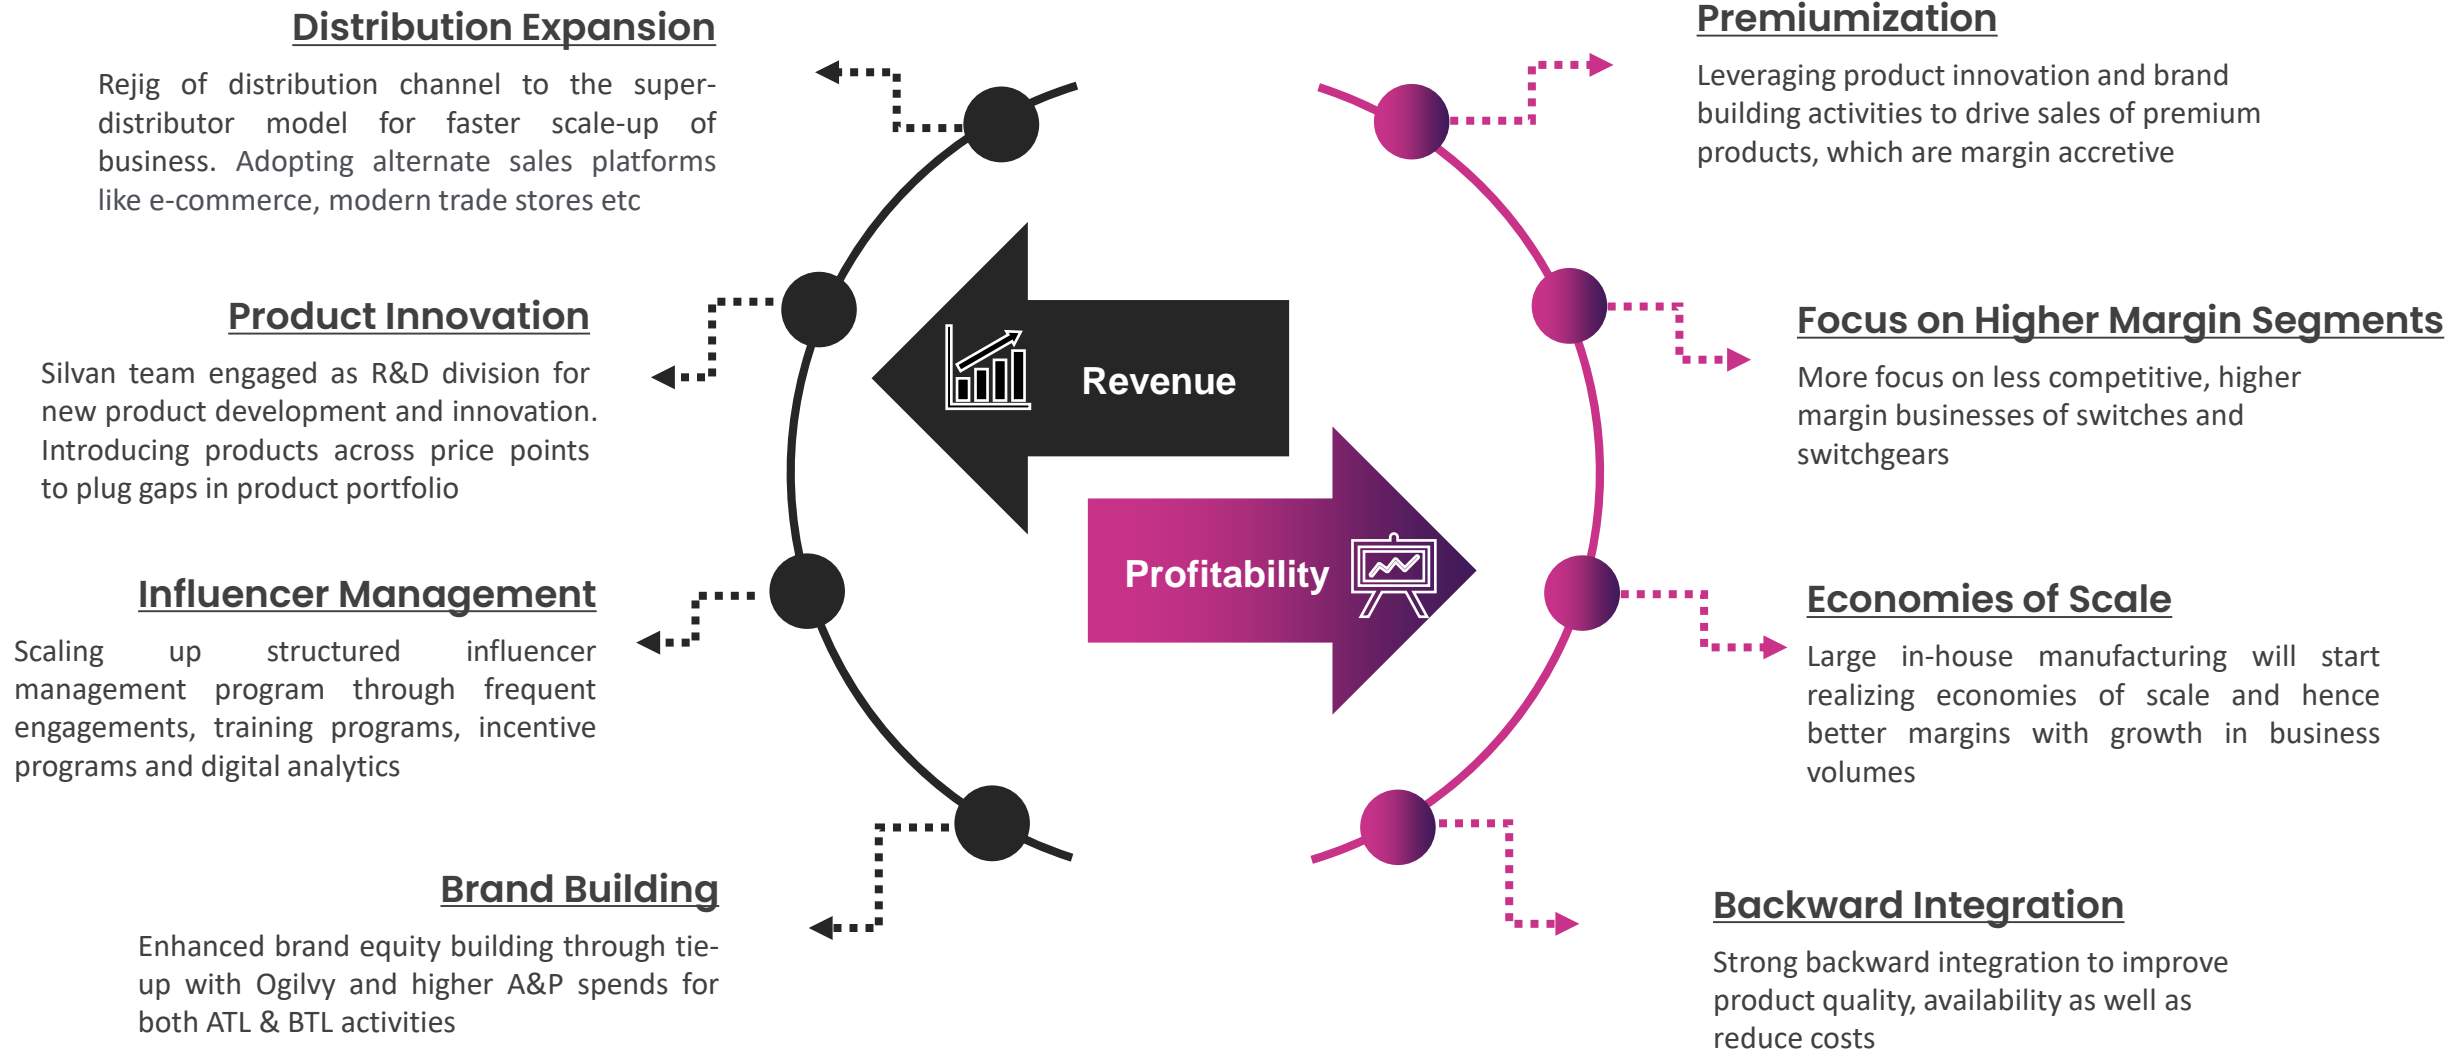 Distribution Expansion
Rejig of distribution channel to the super-
distributor model for faster scale-up of
business. Adopting alternate sales platforms
like e-commerce, modern trade stores etc
Product Innovation
Silvan team engaged as R&D division for
new product development and innovation.
Introducing products across price points
to plug gaps in product portfolio
Influencer Management
Scaling up structured influencer
management program through frequent
engagements, training programs, incentive
programs and digital analytics
Brand Building
Enhanced brand equity building through tie-
up with Ogilvy and higher A&P spends for
both ATL & BTL activities
Revenue
Profitability
Premiumization
Leveraging product innovation and brand
building activities to drive sales of premium
products, which are margin accretive
Focus on Higher Margin Segments
More focus on less competitive, higher
margin businesses of switches and
switchgears
Economies of Scale
Large in-house manufacturing will start
realizing economies of scale and hence
better margins with growth in business
volumes
Backward Integration
Strong backward integration to improve
product quality, availability as well as
reduce costs